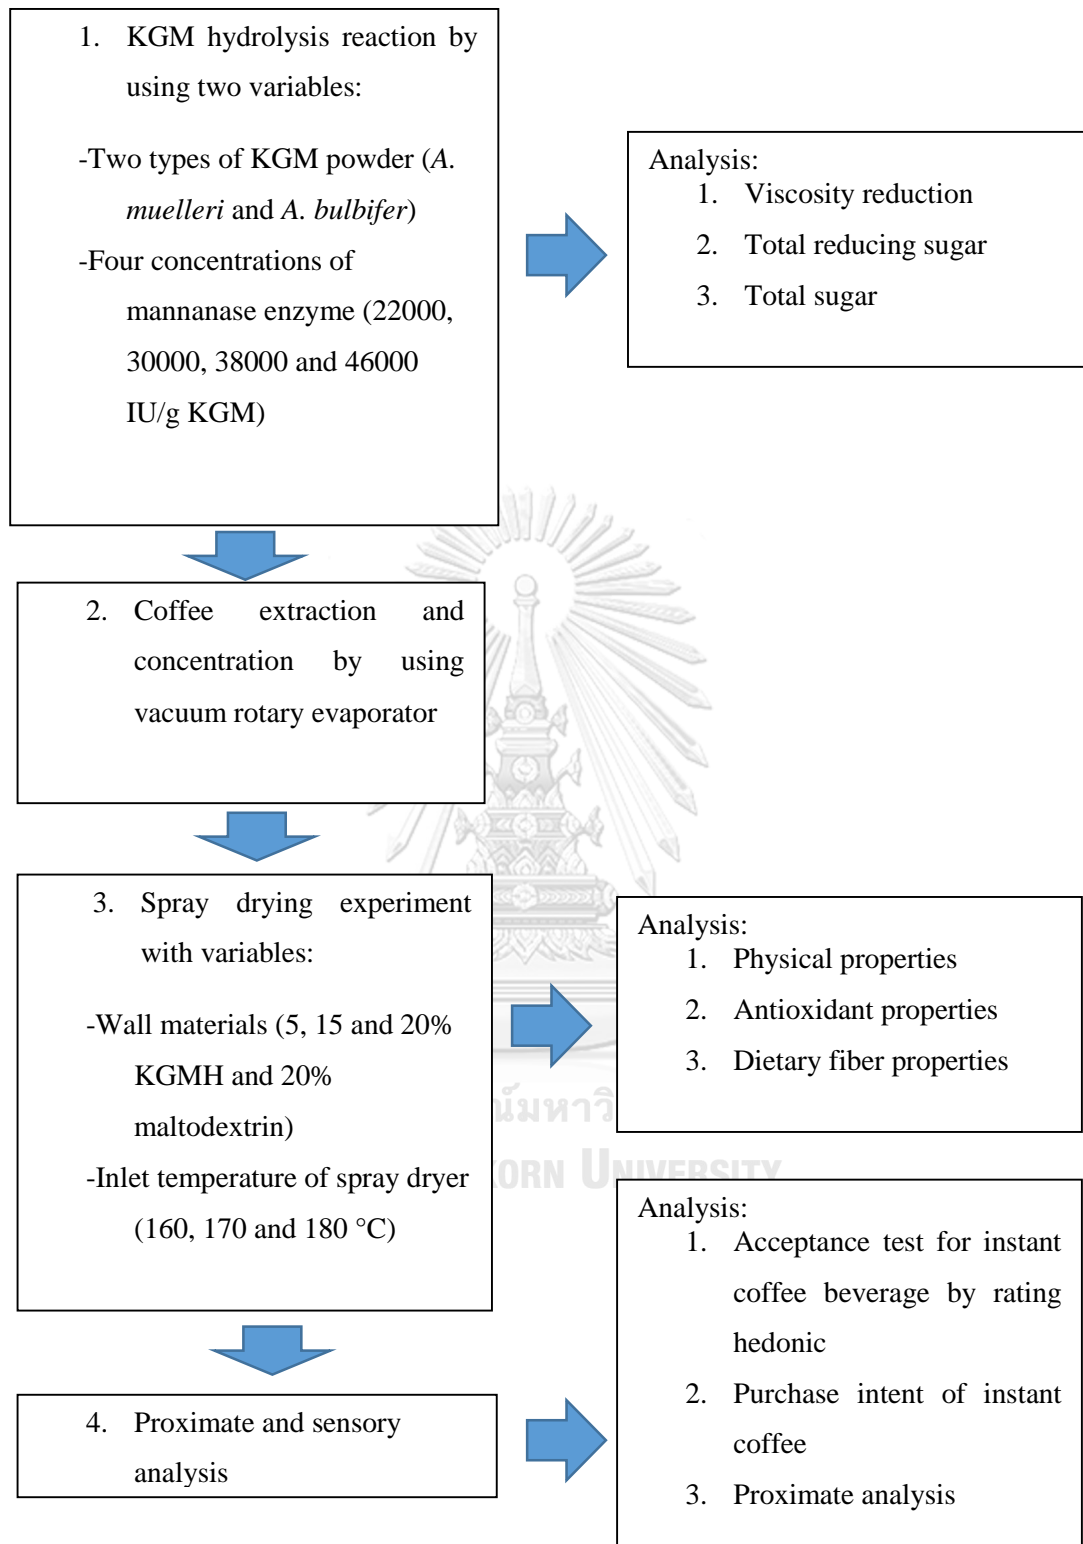 1. KGM hydrolysis reaction by
using two variables:
-Two types of KGM powder (A.
muelleri and A. bulbifer)
-Four concentrations of
mannanase enzyme (22000,
30000, 38000 and 46000
IU/g KGM)
Analysis:
1. Viscosity reduction
2. Total reducing sugar
3. Total sugar
2. Coffee extraction and
concentration by using
vacuum rotary evaporator
3. Spray drying experiment
with variables:
-Wall materials (5, 15 and 20%
KGMH and 20%
maltodextrin)
-Inlet temperature of spray dryer
(160, 170 and 180 °C)
Analysis:
1. Physical properties
2. Antioxidant properties
3. Dietary fiber properties
KORN UNIVERSITY
4. Proximate and sensory
analysis
Analysis:
1. Acceptance test for instant
coffee beverage by rating
hedonic
2. Purchase intent of instant
coffee
3. Proximate analysis